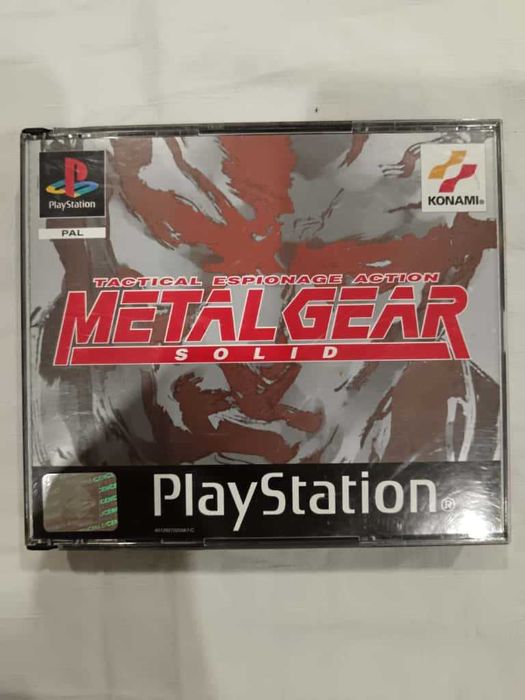 PlayStation
PAL
KONAMI®
TACTICAL ESPIONAGE ACTION
METAL GEAR
SOLID
PlayStation®